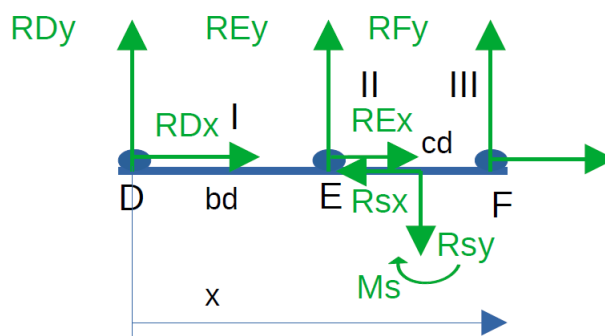 RDy REy RFy
II III
RDx I REx
cd
D bd E Rsx F
Rsy
Ms
x